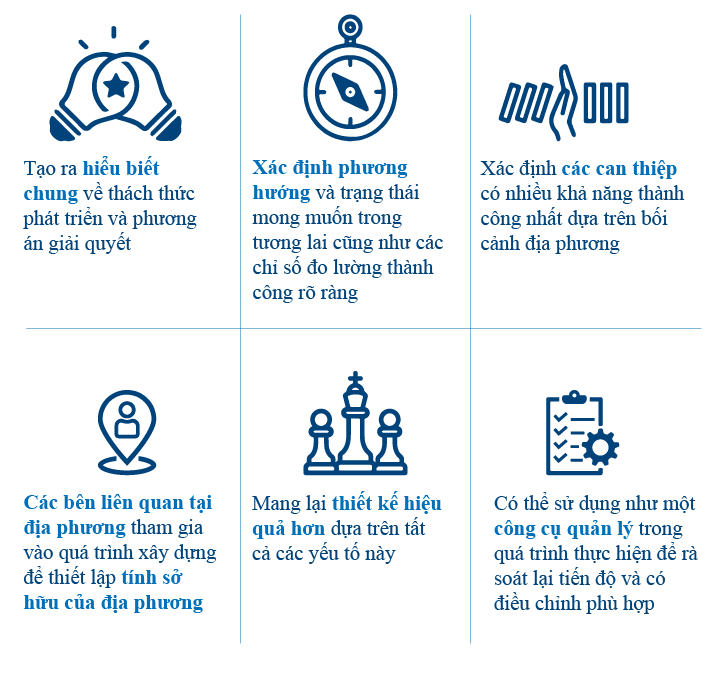 Tạo ra hiểu biết
chung về thách thức
phát triển và phương
án giải quyết
Xác định phương
hướng và trạng thái
mong muốn trong
tương lai cũng như các
chỉ số đo lường thành
công rõ ràng
Xác định các can thiệp
có nhiều khả năng thành
công nhất dựa trên bối
cảnh địa phương
Các bên liên quan tại
địa phương tham gia
vào quá trình xây dựng
để thiết lập tính sở
hữu của địa phương
Mang lại thiết kế hiệu
quả hơn dựa trên tất
cả các yếu tố này
Có thể sử dụng như một
công cụ quản lý trong
quá trình thực hiện để rà
soát lại tiến độ và có
điều chỉnh phù hợp